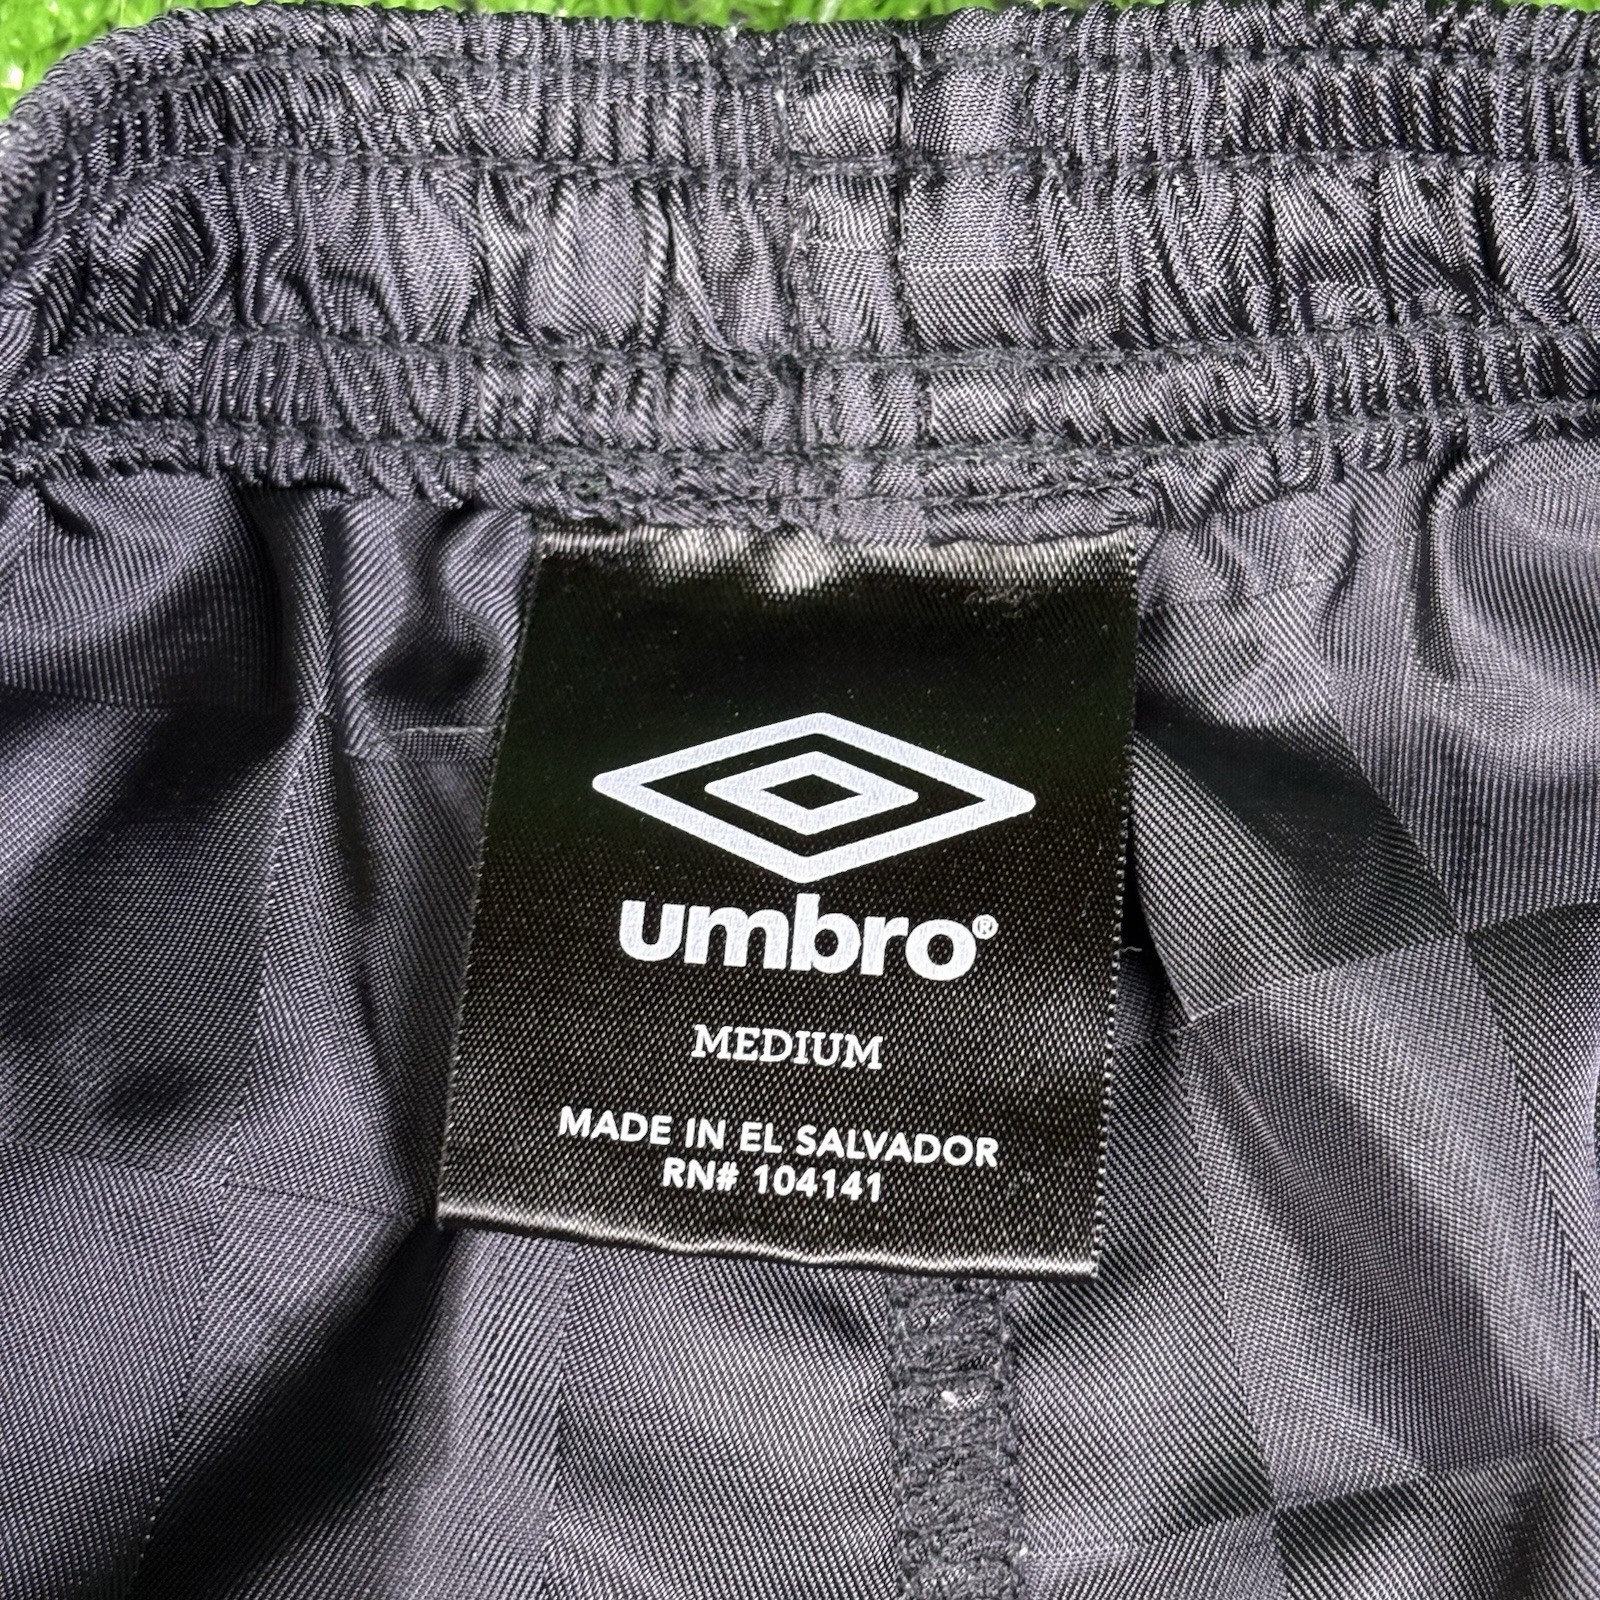 umbro®
MEDIUM
MADE IN EL SALVADOR
RN# 104141